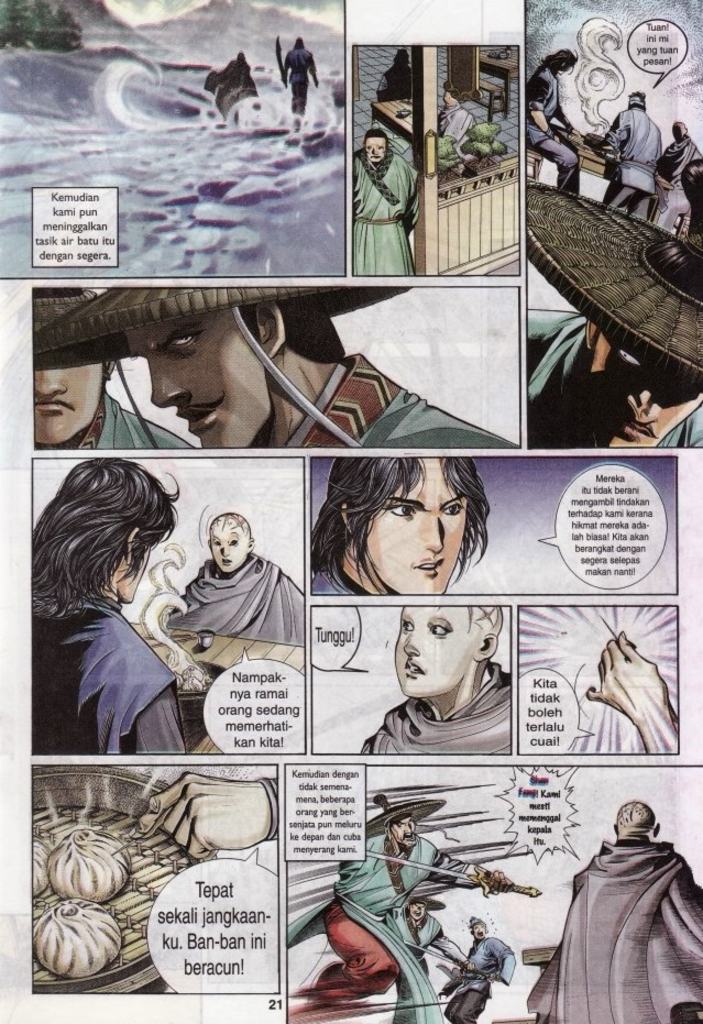 Kemudian
kami pun
meninggalkan
tasik air batu itu
dengan segera.
Tuan!
ini mi
yang tuan
pesan!
Nampak-
nya ramai
orang sedang
memerhati-
kan kita!
Mereka
itu tidak berani
mengambil tindakan
terhadap kami kerana
hikmat mereka ada-
lah biasa! Kita akan
berangkat dengan
segera selepas
makan nanti!
Tunggu!
Kita
tidak
boleh
terlalu
cuai!
Tepat
sekali jangkaan-
ku. Ban-ban ini
beracun!
Kemudian dengan
tidak semena-
mena, beberapa
orang yang ber-
senjata pun meluru
ke depan dan cuba
menyerang kami.
! Kami
mesti
memenggal
kepala
itu.
21